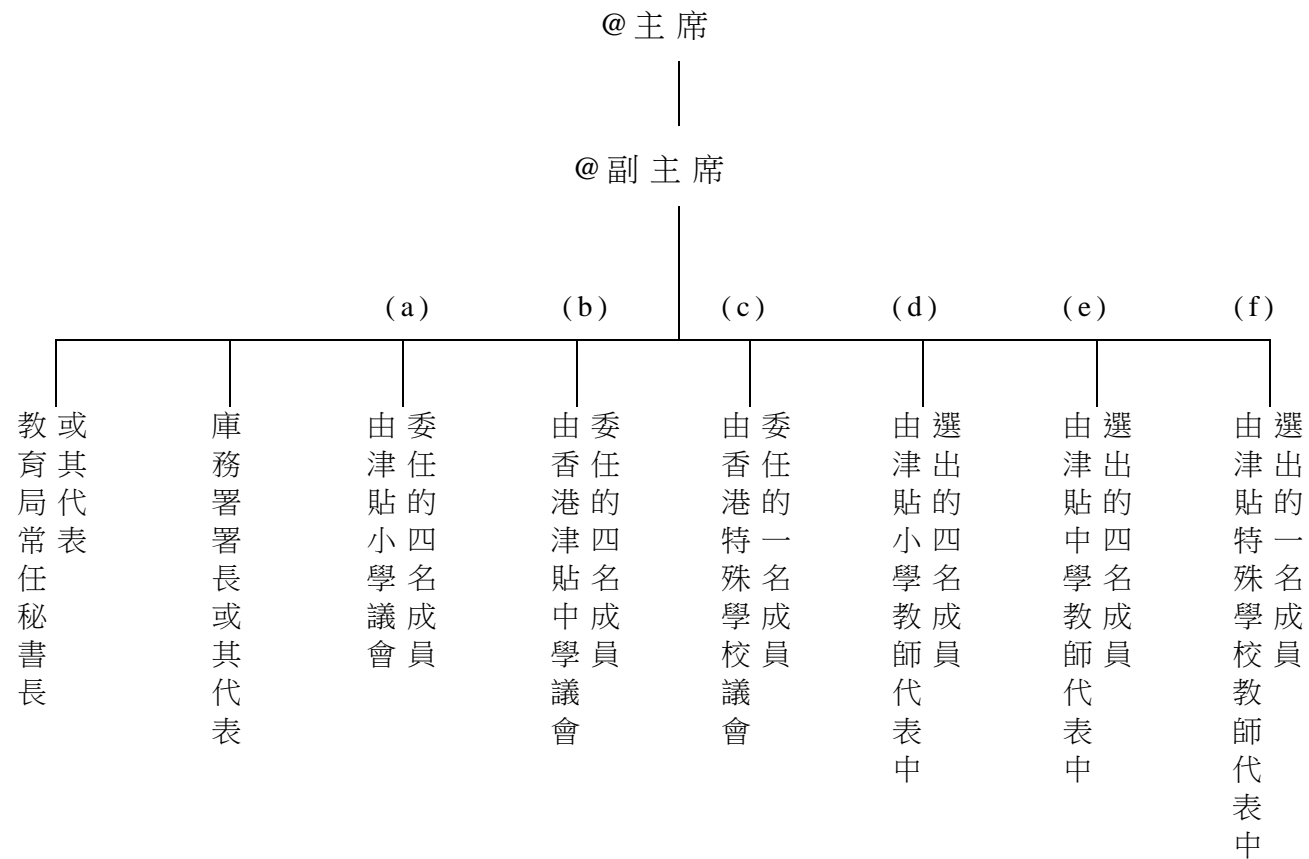 @主席
@副主席
(a)
(b)
(c)
(d)
(e)
(f)
教育局常任秘書長
或其代表
庫務署署長或其代表
由津貼小學議會
委任的四名成員
由香港津貼中學議會
委任的四名成員
由香港特殊學校議會
委任的一名成員
由津貼小學教師代表中
選出的四名成員
由津貼中學教師代表中
選出的四名成員
由津貼特殊學校教師代表中
選出的一名成員